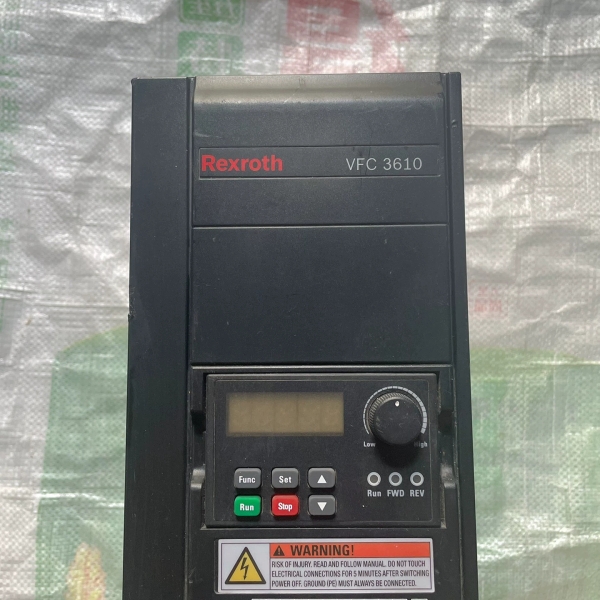 Rexroth VFC 3610
Low High
Func Set ▲
Run Stop ▼
Run FWD REV
WARNING!
RISK OF INJURY. READ AND FOLLOW MANUAL. DO NOT TOUCH
ELECTRICAL CONNECTIONS FOR 5 MINUTES AFTER SWITCHING
POWER OFF. GROUND (PE) MUST ALWAYS BE CONNECTED.